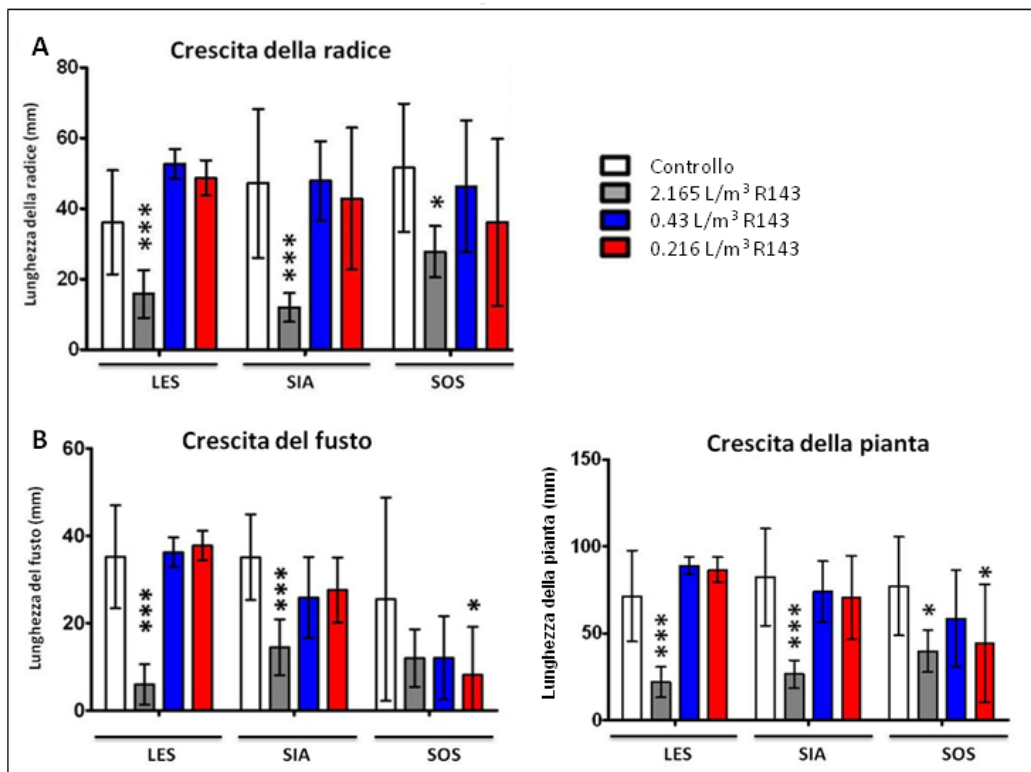 A
Crescita della radice
Lunghezza della radice (mm)
80
60
40
20
0
***
***
*
LES
SIA
SOS
Controllo
2.165 L/m³ R143
0.43 L/m³ R143
0.216 L/m³ R143
B
Crescita del fusto
Lunghezza del fusto (mm)
60
40
20
0
***
***
*
LES
SIA
SOS
Crescita della pianta
Lunghezza della pianta (mm)
150
100
50
0
***
***
*
*
LES
SIA
SOS